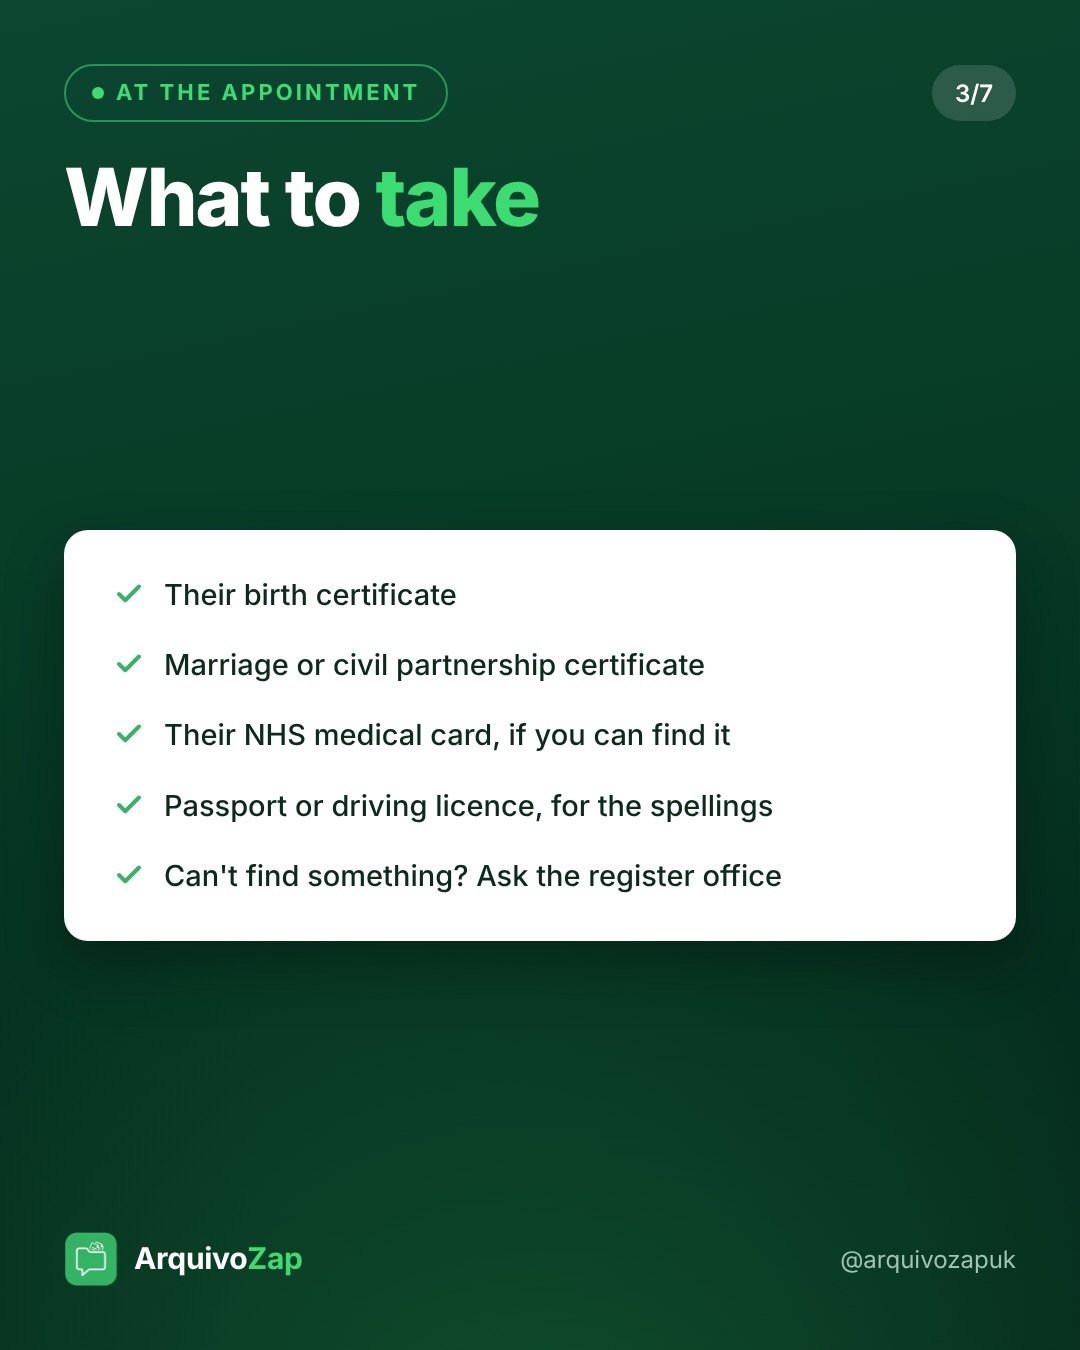 AT THE APPOINTMENT
3/7
What to take
Their birth certificate
Marriage or civil partnership certificate
Their NHS medical card, if you can find it
Passport or driving licence, for the spellings
Can't find something? Ask the register office
ArquivoZap
@arquivozapuk